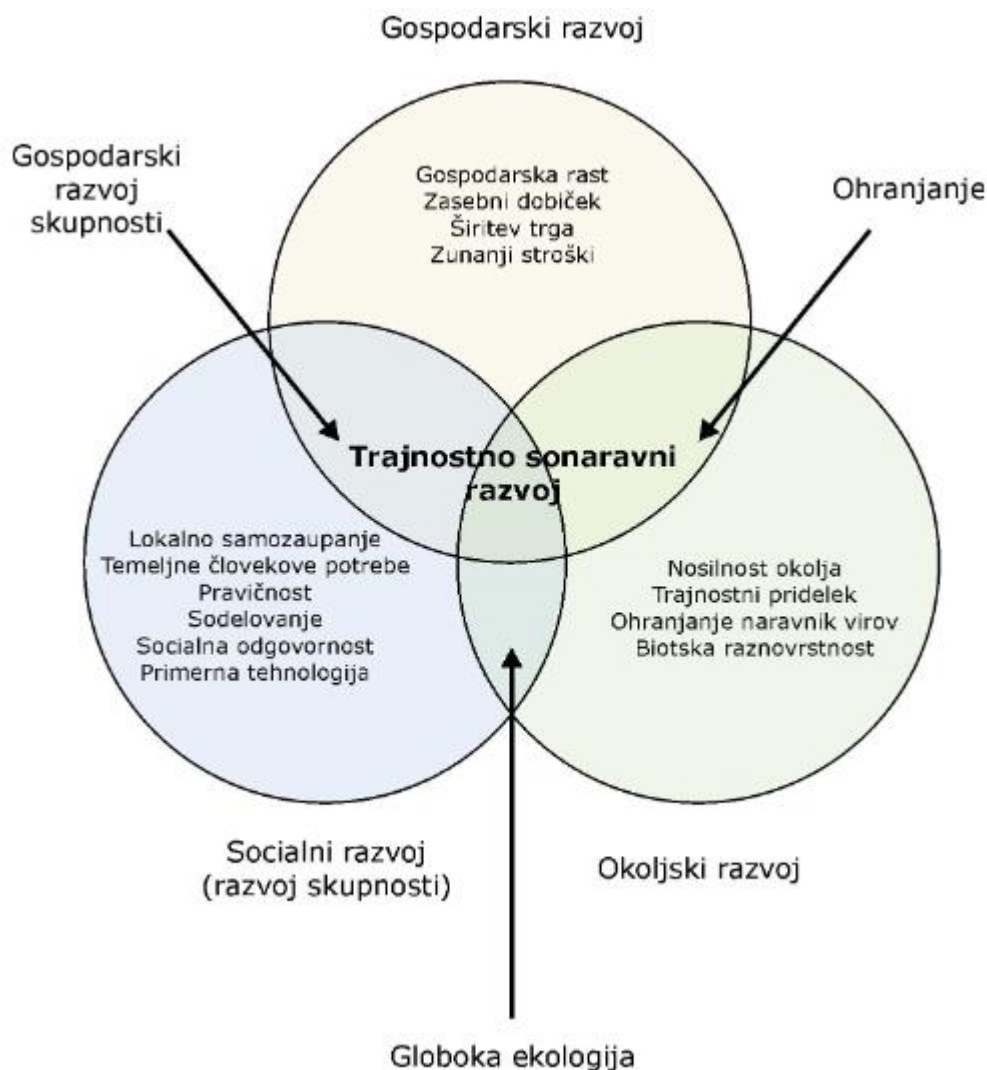 Gospodarski razvoj
Gospodarski
razvoj
skupnosti
Ohranjanje
Gospodarska rast
Zasebni dobiček
Širitev trga
Zunanji stroški
Trajnostno sonaravni
razvoj
Lokalno samozaupanje
Temeljne človekove potrebe
Pravičnost
Sodelovanje
Socialna odgovornost
Primerna tehnologija
Nosilnost okolja
Trajnostni pridelek
Ohranjanje naravnik virov
Biotska raznovrstnost
Socialni razvoj
(razvoj skupnosti)
Okoljski razvoj
Globoka ekologija